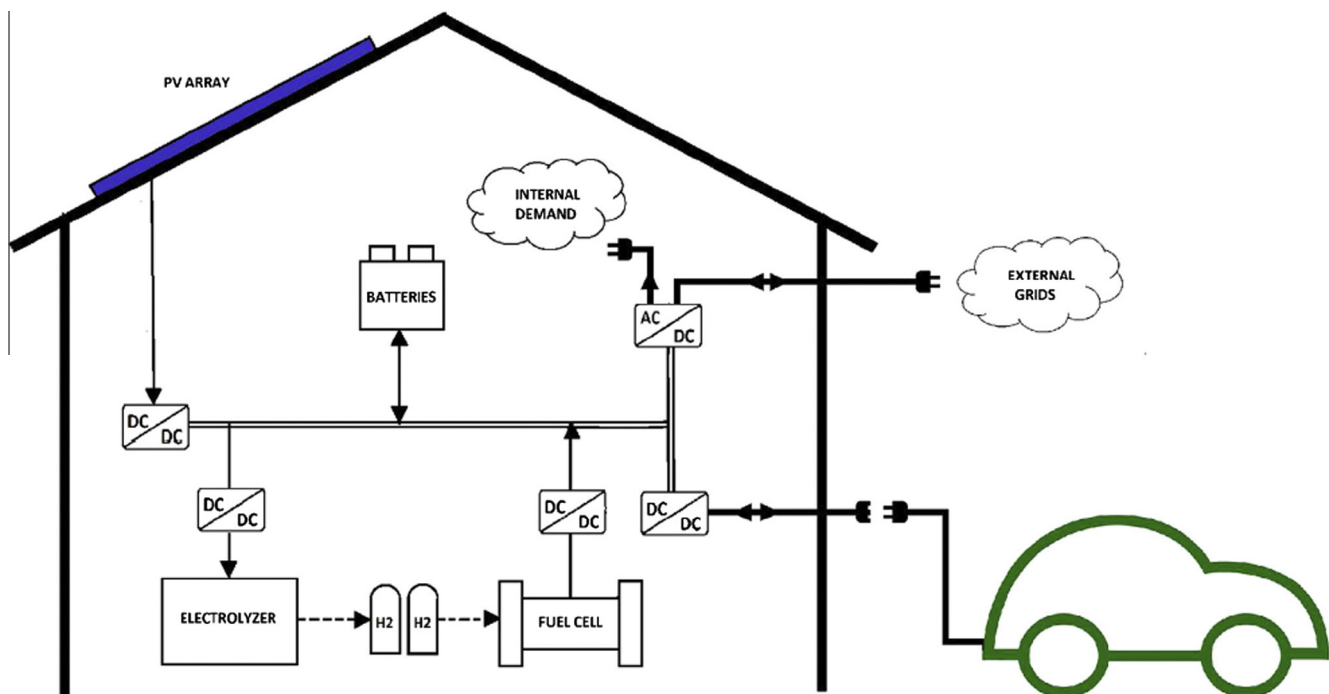 PV ARRAY
INTERNAL
DEMAND
BATTERIES
EXTERNAL
GRIDS
AC
DC
DC
DC
DC
DC
DC
DC
DC
DC
ELECTROLYZER
H2
H2
FUEL CELL